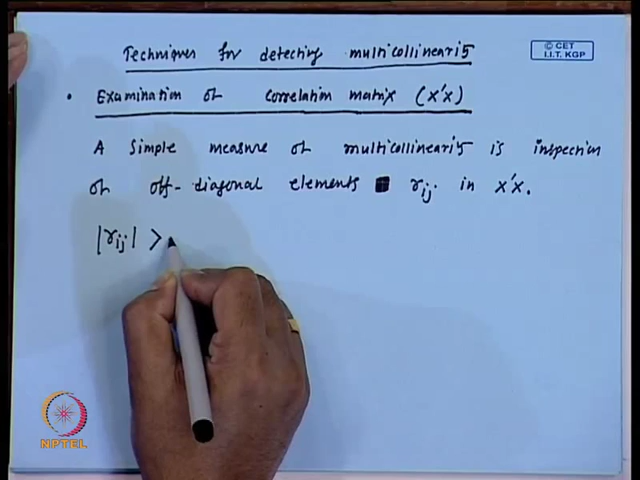 Techniques for detecting multicollinearity
© CET
I.I.T. KGP
• Examination of correlation matrix (X'X)
A simple measure of multicollinearity is inspection
of off-diagonal elements rij in X'X.
|rij| >
NPTEL